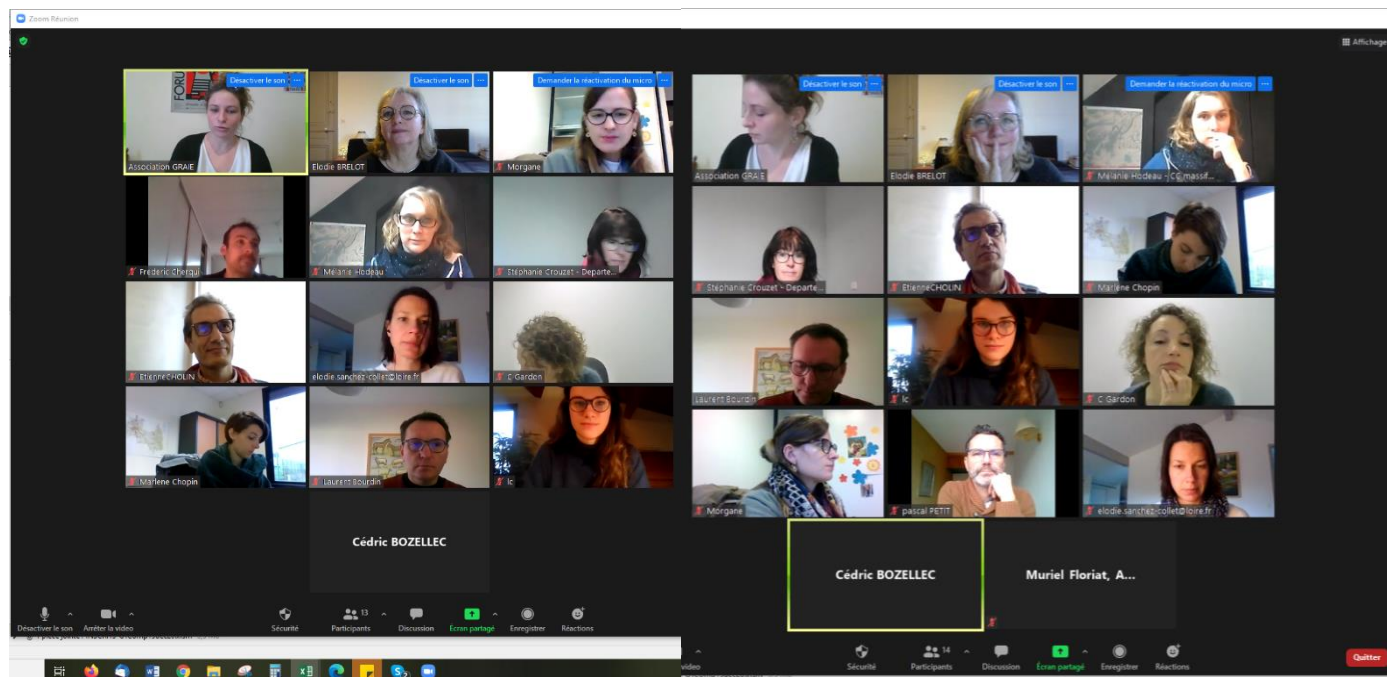 Zoom Réunion
FORU
Désactiver le son ...
Désactiver le son ...
Demander la réactivation du micro ...
Association GRAIE
Elodie BRELOT
Morgane
Frédéric Cherqui
Mélanie Hodeau
Stéphanie Crouzet - Departe...
EtienneCHOLIN
elodie.sanchez-collet@loire.fr
C Gardon
Marlene Chopin
Laurent Bourdin
lc
Cédric BOZELLEC
Désactiver le son
Arrêter la video
Sécurité
Participants
13
Discussion
Ecran partagé
Enregistrer
Réactions
Affichage
Désactiver le son ...
Désactiver le son ...
Demander la réactivation du micro ...
Association GRAIE
Elodie BRELOT
Mélanie Hodeau - CC massif...
Stéphanie Crouzet - Departe...
EtienneCHOLIN
Marlene Chopin
Laurent Bourdin
lc
C Gardon
Morgane
pascal PETIT
elodie.sanchez-collet@loire.fr
Cédric BOZELLEC
Muriel Floriat, A...
video
Sécurité
Participants
14
Discussion
Écran partagé
Enregistrer
Réactions
Quitter